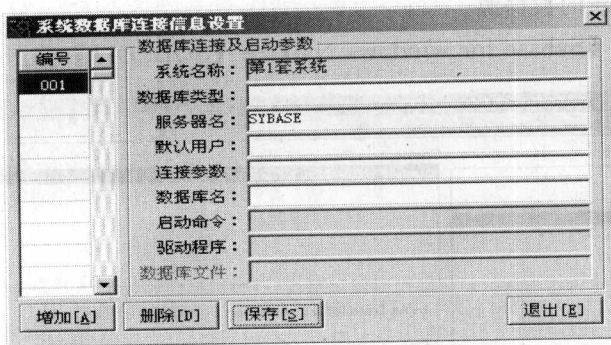 系统数据库连接信息设置
编号
001
数据库连接及启动参数
系统名称：第1套系统
数据库类型：
服务器名：SYBASE
默认用户：
连接参数：
数据库名：
启动命令：
驱动程序：
数据库文件：
增加[A] 删除[D] 保存[S] 退出[E]